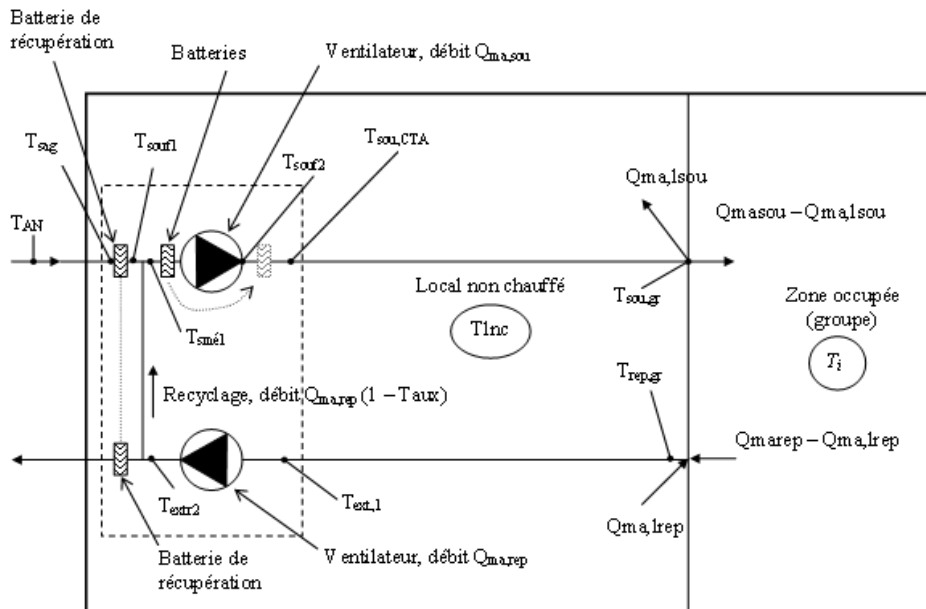 Batterie de
récupération
Batteries
Ventilateur, débit Qma,sou
Tsag
Tsouf1
Tsouf2
Tsou,CTA
Qma,lsou
TAN
Qmasou – Qma,lsou
Local non chauffé
Tlnc
Tsou,gr
Zone occupée
(groupe)
Ti
Tsmél
Trep,gr
Recyclage, débit Qma,rep (1 – Taux)
Qmarep – Qma,lrep
Textr2
Text,1
Qma,lrep
Batterie de
récupération
Ventilateur, débit Qma,rep